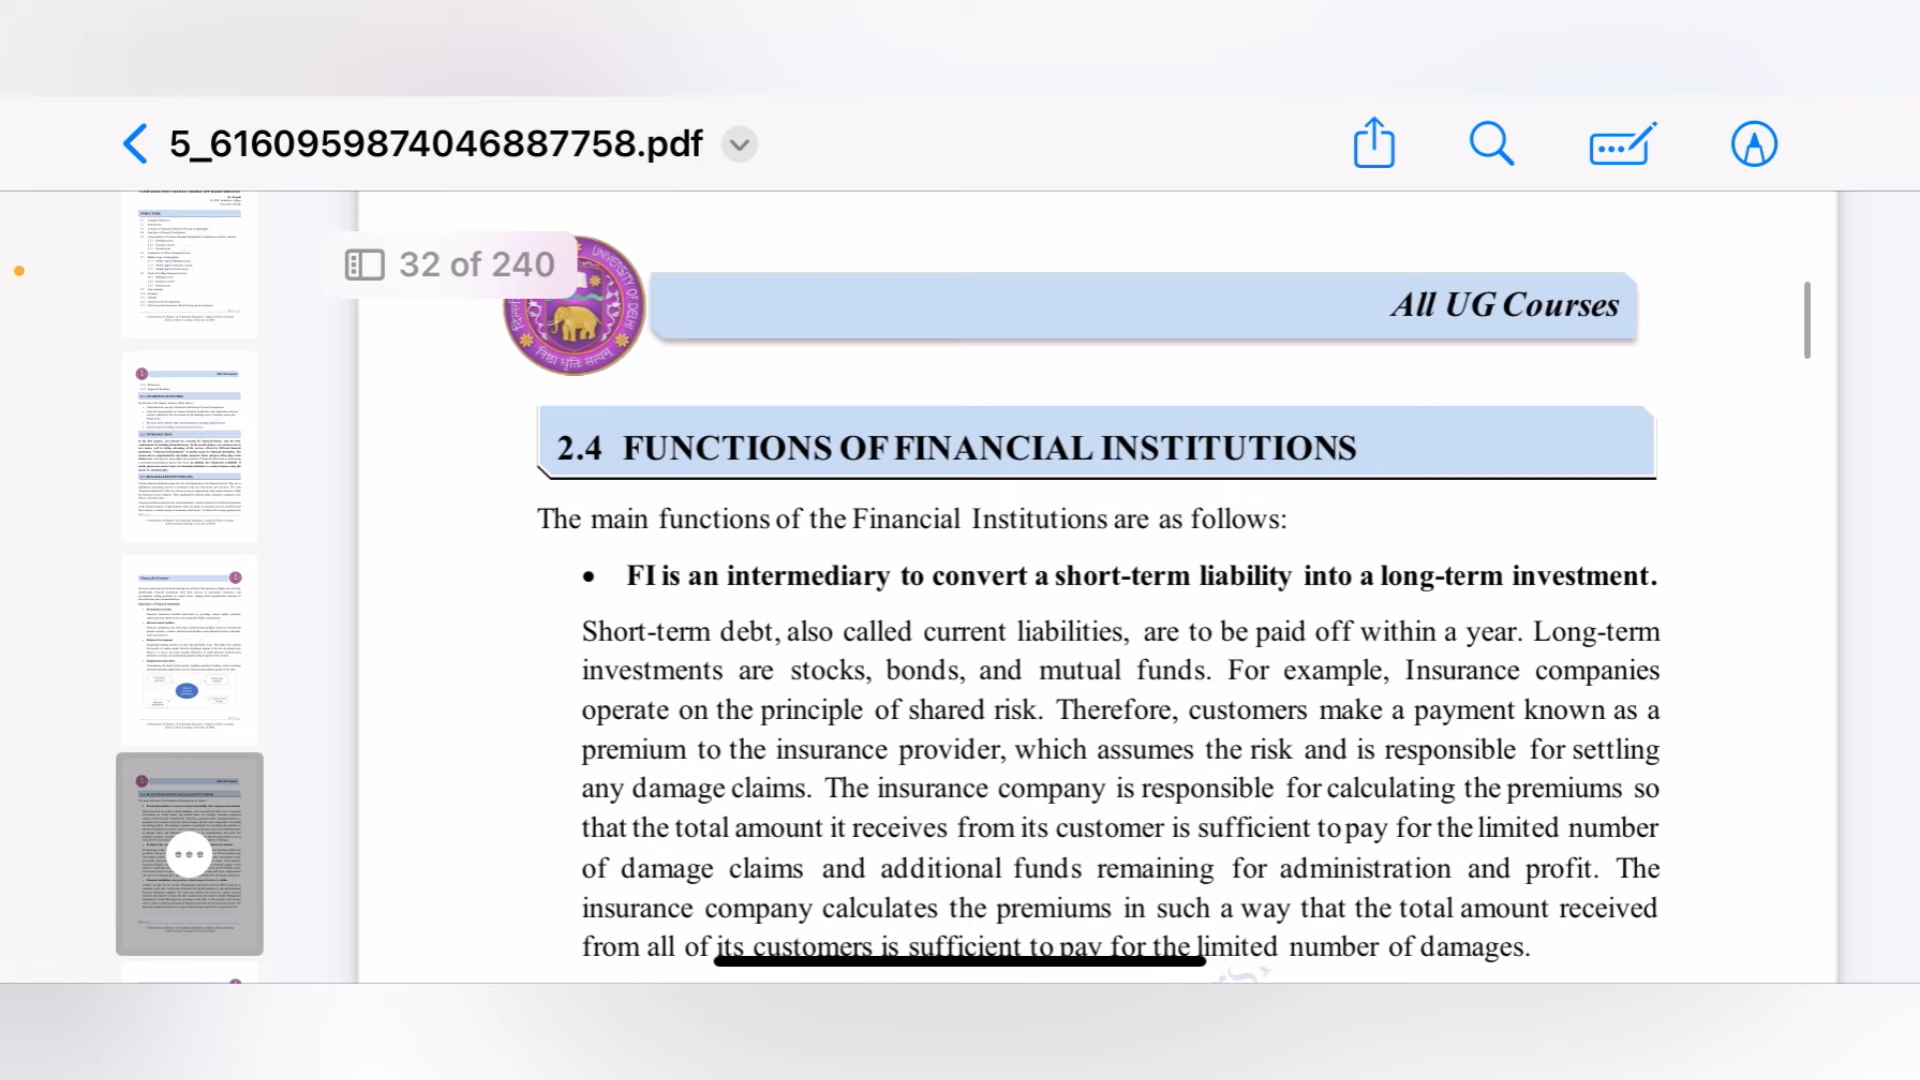 5_6160959874046887758.pdf
32 of 240
UNIVERSITY OF DELHI
निष्ठा धृतिः सत्यम्
All UG Courses
2.4 FUNCTIONS OF FINANCIAL INSTITUTIONS
The main functions of the Financial Institutions are as follows:
• FI is an intermediary to convert a short-term liability into a long-term investment.
Short-term debt, also called current liabilities, are to be paid off within a year. Long-term
investments are stocks, bonds, and mutual funds. For example, Insurance companies
operate on the principle of shared risk. Therefore, customers make a payment known as a
premium to the insurance provider, which assumes the risk and is responsible for settling
any damage claims. The insurance company is responsible for calculating the premiums so
that the total amount it receives from its customer is sufficient to pay for the limited number
of damage claims and additional funds remaining for administration and profit. The
insurance company calculates the premiums in such a way that the total amount received
from all of its customers is sufficient to pay for the limited number of damages.